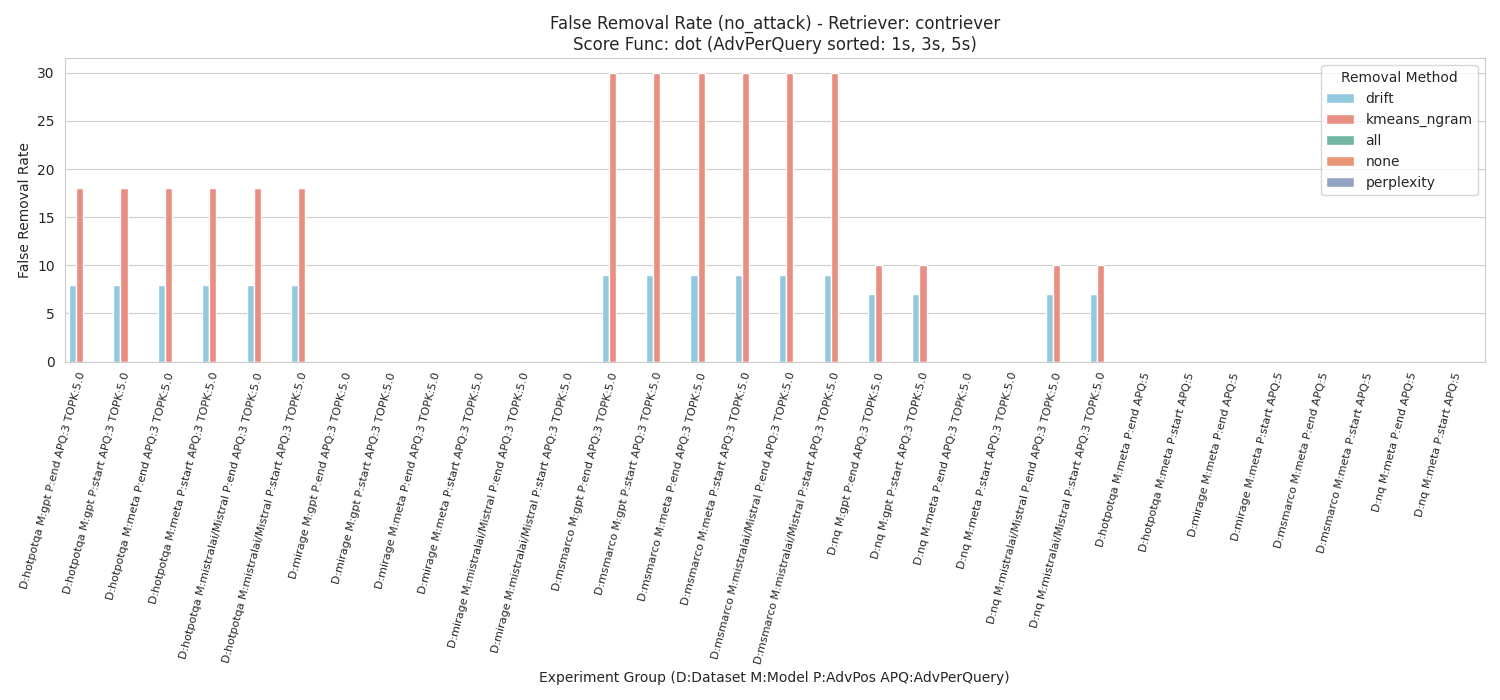 False Removal Rate (no_attack) - Retriever: contriever
Score Func: dot (AdvPerQuery sorted: 1s, 3s, 5s)
False Removal Rate
30
25
20
15
10
5
0
Removal Method
drift
kmeans_ngram
all
none
perplexity
D:hotpotqa M:gpt P:end APQ:3 TOPK:5.0
D:hotpotqa M:gpt P:start APQ:3 TOPK:5.0
D:hotpotqa M:meta P:end APQ:3 TOPK:5.0
D:hotpotqa M:meta P:start APQ:3 TOPK:5.0
D:hotpotqa M:mistralai/Mistral P:end APQ:3 TOPK:5.0
D:hotpotqa M:mistralai/Mistral P:start APQ:3 TOPK:5.0
D:mirage M:gpt P:end APQ:3 TOPK:5.0
D:mirage M:gpt P:start APQ:3 TOPK:5.0
D:mirage M:meta P:end APQ:3 TOPK:5.0
D:mirage M:meta P:start APQ:3 TOPK:5.0
D:mirage M:mistralai/Mistral P:end APQ:3 TOPK:5.0
D:mirage M:mistralai/Mistral P:start APQ:3 TOPK:5.0
D:msmarco M:gpt P:end APQ:3 TOPK:5.0
D:msmarco M:gpt P:start APQ:3 TOPK:5.0
D:msmarco M:meta P:end APQ:3 TOPK:5.0
D:msmarco M:meta P:start APQ:3 TOPK:5.0
D:msmarco M:mistralai/Mistral P:end APQ:3 TOPK:5.0
D:msmarco M:mistralai/Mistral P:start APQ:3 TOPK:5.0
D:nq M:gpt P:end APQ:3 TOPK:5.0
D:nq M:gpt P:start APQ:3 TOPK:5.0
D:nq M:meta P:end APQ:3 TOPK:5.0
D:nq M:meta P:start APQ:3 TOPK:5.0
D:nq M:mistralai/Mistral P:end APQ:3 TOPK:5.0
D:nq M:mistralai/Mistral P:start APQ:3 TOPK:5.0
D:hotpotqa M:meta P:end APQ:5
D:hotpotqa M:meta P:start APQ:5
D:mirage M:meta P:end APQ:5
D:mirage M:meta P:start APQ:5
D:msmarco M:meta P:end APQ:5
D:msmarco M:meta P:start APQ:5
D:nq M:meta P:end APQ:5
D:nq M:meta P:start APQ:5
Experiment Group (D:Dataset M:Model P:AdvPos APQ:AdvPerQuery)